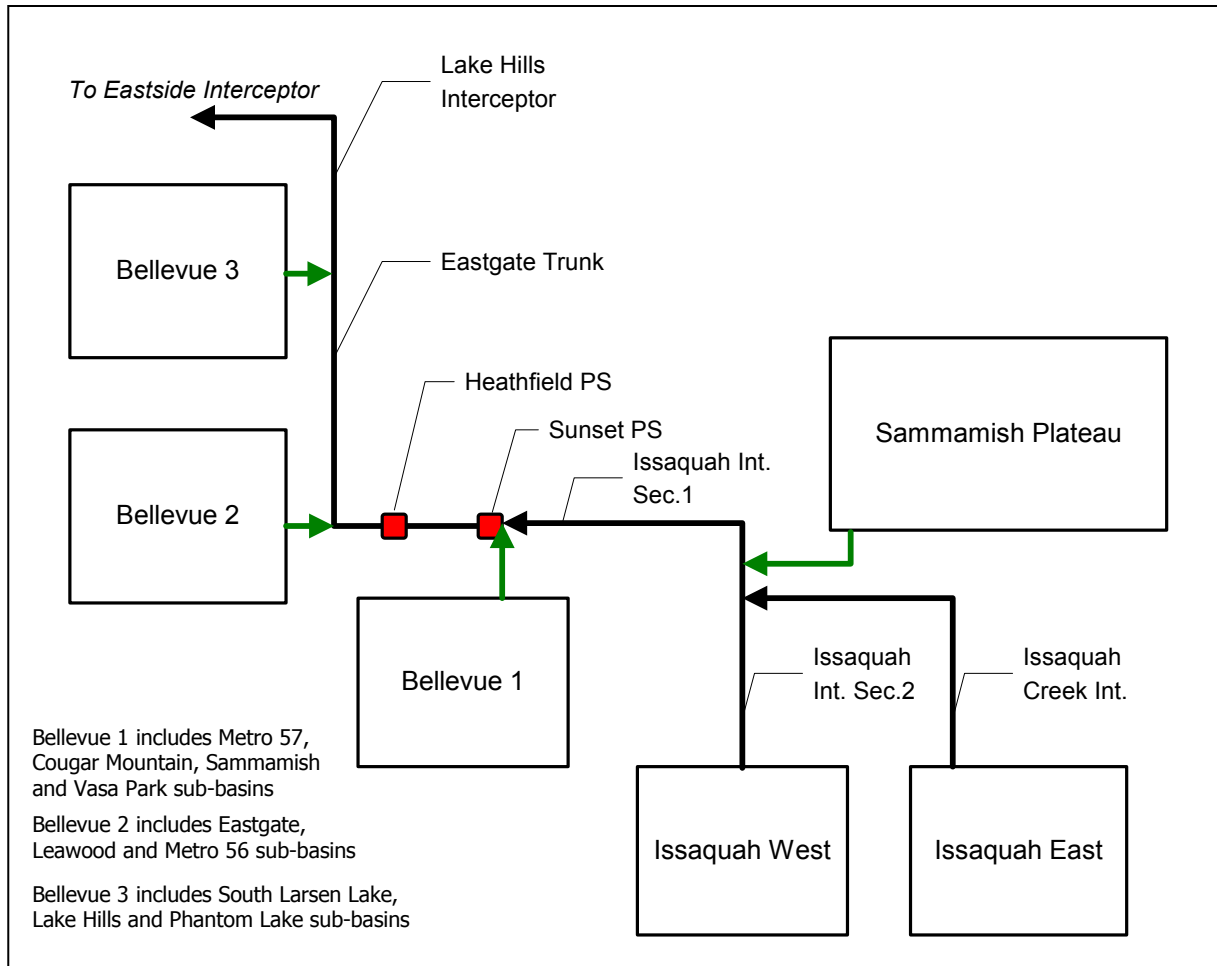 To Eastside Interceptor
Lake Hills
Interceptor
Bellevue 3
Eastgate Trunk
Heathfield PS
Sammamish Plateau
Sunset PS
Issaquah Int.
Sec.1
Bellevue 2
Bellevue 1
Issaquah
Int. Sec.2
Issaquah
Creek Int.
Issaquah West
Issaquah East
Bellevue 1 includes Metro 57,
Cougar Mountain, Sammamish
and Vasa Park sub-basins
Bellevue 2 includes Eastgate,
Leawood and Metro 56 sub-basins
Bellevue 3 includes South Larsen Lake,
Lake Hills and Phantom Lake sub-basins